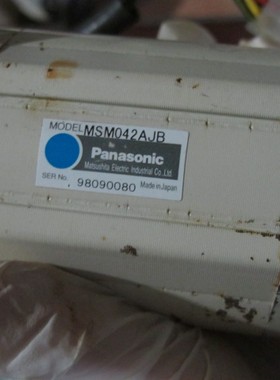 MODEL MSM042AJB
Panasonic
Matsushita Electric Industrial Co.,Ltd.
SER No. 98090080 Made in Japan